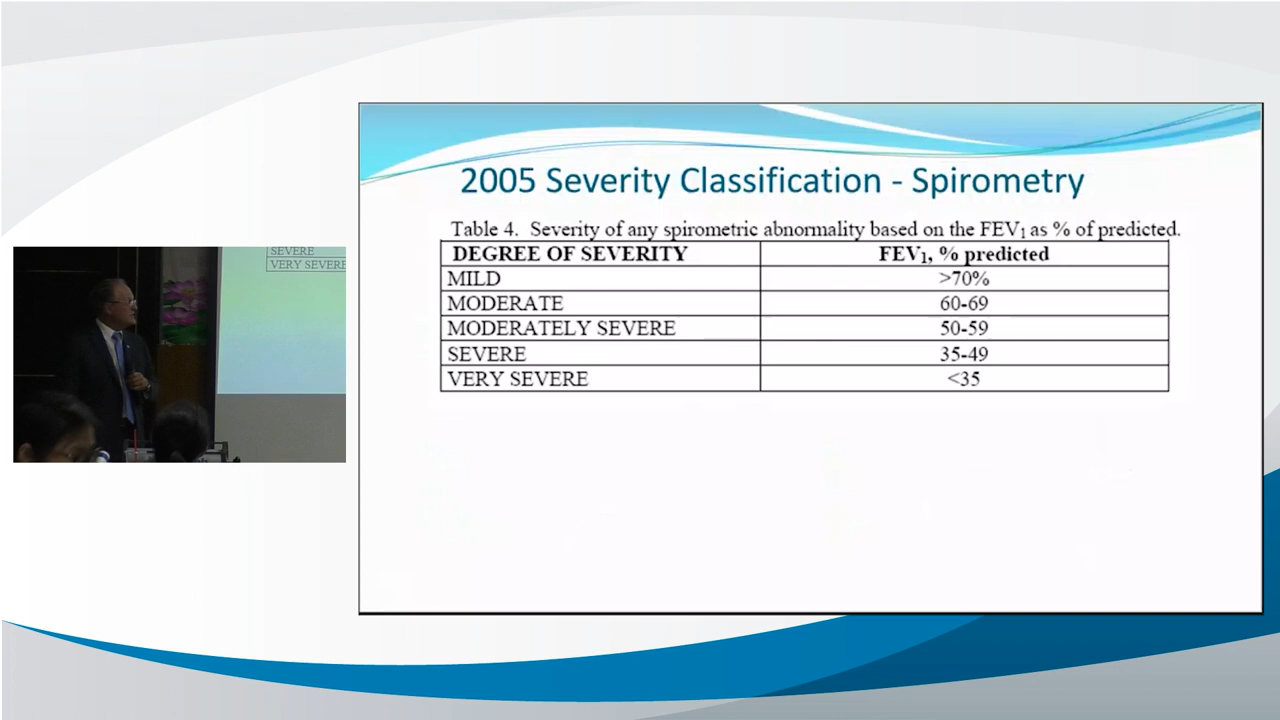 2005 Severity Classification - Spirometry
Table 4. Severity of any spirometric abnormality based on the FEV₁ as % of predicted.
DEGREE OF SEVERITY FEV₁, % predicted
MILD >70%
MODERATE 60-69
MODERATELY SEVERE 50-59
SEVERE 35-49
VERY SEVERE <35
SEVERE
VERY SEVERE